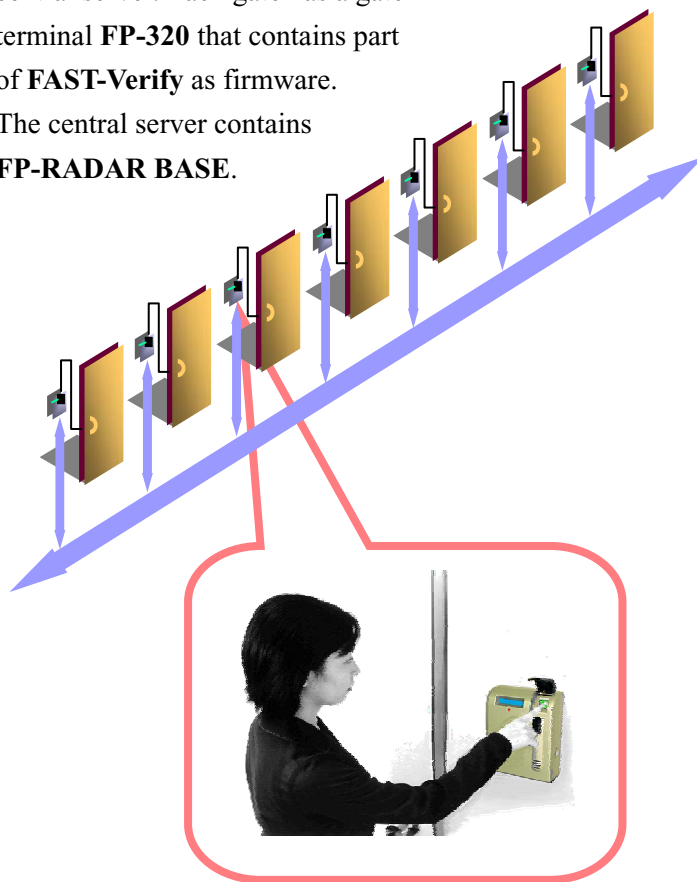 terminal FP-320 that contains part
of FAST-Verify as firmware.
The central server contains
FP-RADAR BASE.